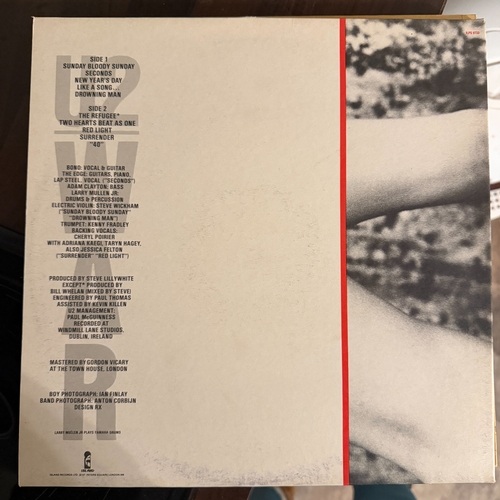 U2
WAR
SIDE 1
SUNDAY BLOODY SUNDAY
SECONDS
NEW YEAR'S DAY
LIKE A SONG...
DROWNING MAN
SIDE 2
THE REFUGEE*
TWO HEARTS BEAT AS ONE
RED LIGHT
SURRENDER
"40"
BONO: VOCAL & GUITAR
THE EDGE: GUITARS, PIANO,
LAP STEEL, VOCAL ("SECONDS")
ADAM CLAYTON: BASS
LARRY MULLEN JR:
DRUMS & PERCUSSION
ELECTRIC VIOLIN: STEVE WICKHAM
("SUNDAY BLOODY SUNDAY"
"DROWNING MAN")
TRUMPET: KENNY FRADLEY
BACKING VOCALS:
CHERYL POIRIER
WITH ADRIANA KAEGI, TARYN HAGEY,
ALSO JESSICA FELTON
("SURRENDER" "RED LIGHT")
PRODUCED BY STEVE LILLYWHITE
EXCEPT* PRODUCED BY
BILL WHELAN (MIXED BY STEVE)
ENGINEERED BY PAUL THOMAS
ASSISTED BY KEVIN KILLEN
U2 MANAGEMENT:
PAUL McGUINNESS
RECORDED AT
WINDMILL LANE STUDIOS,
DUBLIN, IRELAND
MASTERED BY GORDON VICARY
AT THE TOWN HOUSE, LONDON
BOY PHOTOGRAPH: IAN FINLAY
BAND PHOTOGRAPH: ANTON CORBIJN
DESIGN RX
LARRY MULLEN JR PLAYS YAMAHA DRUMS